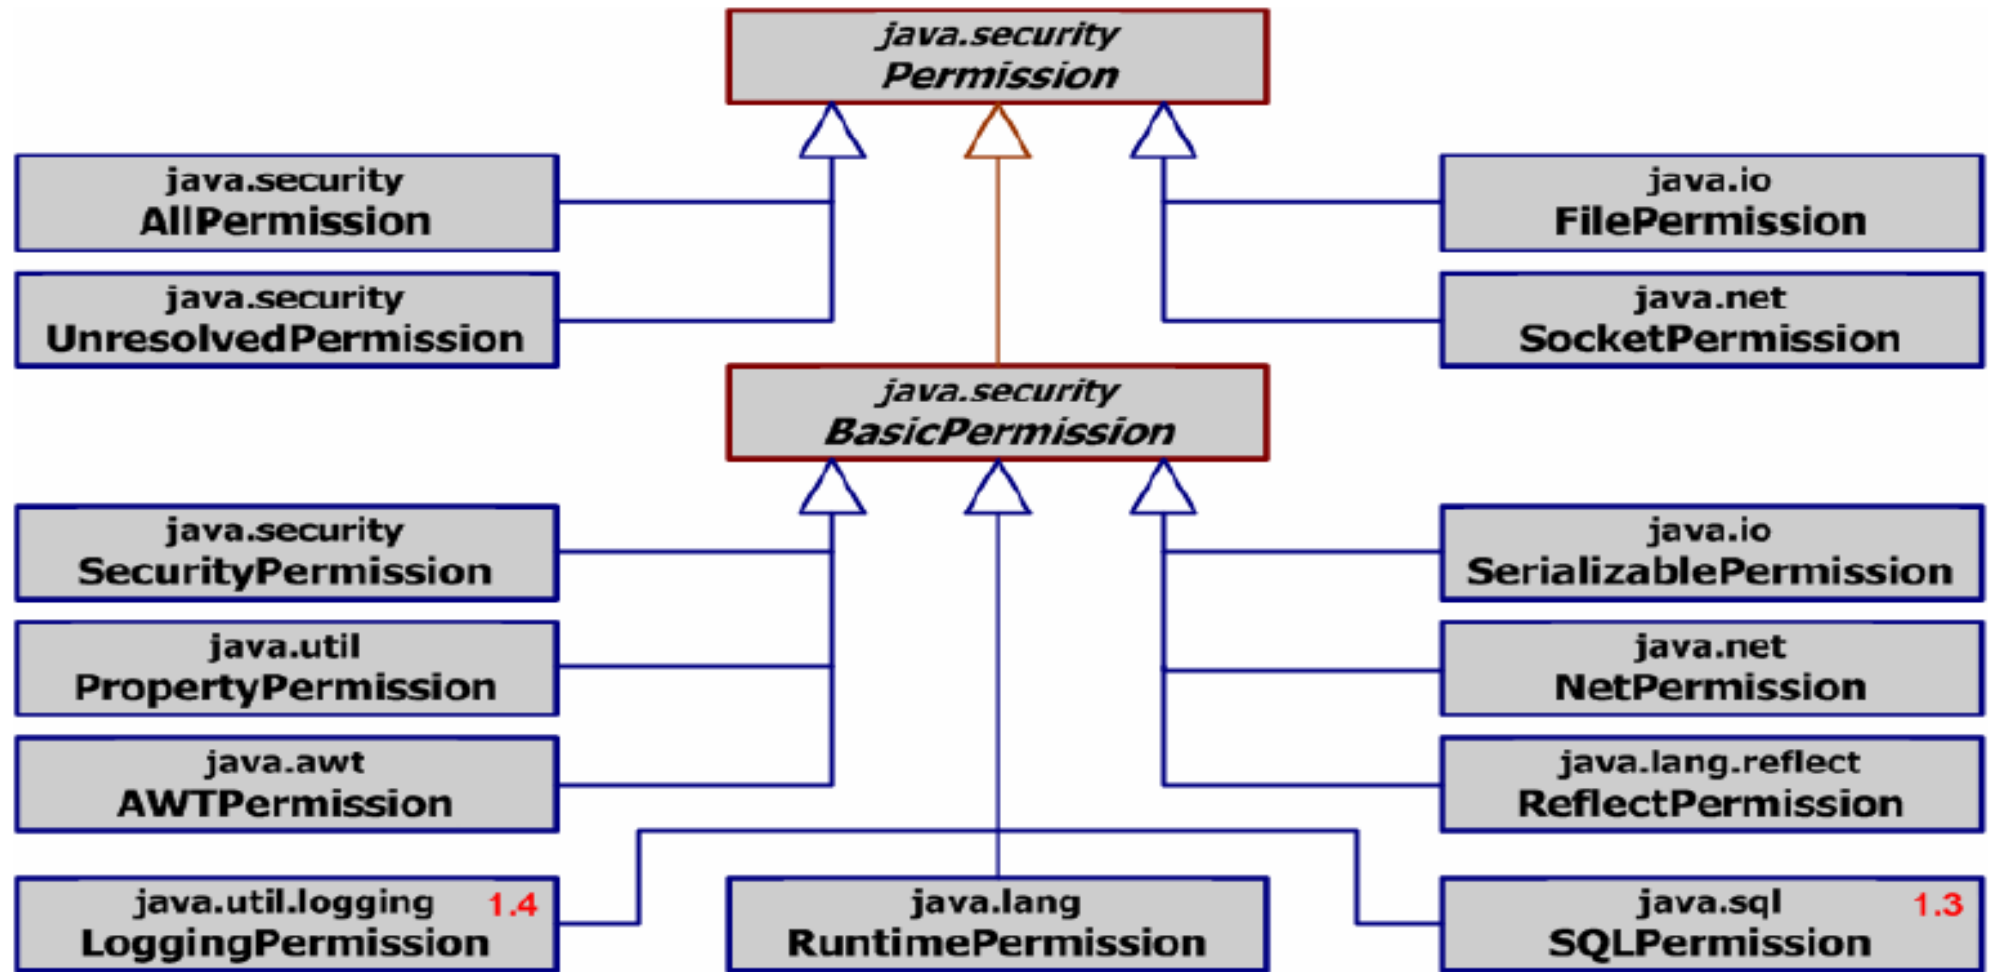 java.security
Permission
java.security
AllPermission
java.io
FilePermission
java.security
UnresolvedPermission
java.net
SocketPermission
java.security
BasicPermission
java.security
SecurityPermission
java.io
SerializablePermission
java.util
PropertyPermission
java.net
NetPermission
java.awt
AWTPermission
java.lang.reflect
ReflectPermission
java.util.logging 1.4
LoggingPermission
java.lang
RuntimePermission
java.sql 1.3
SQLPermission